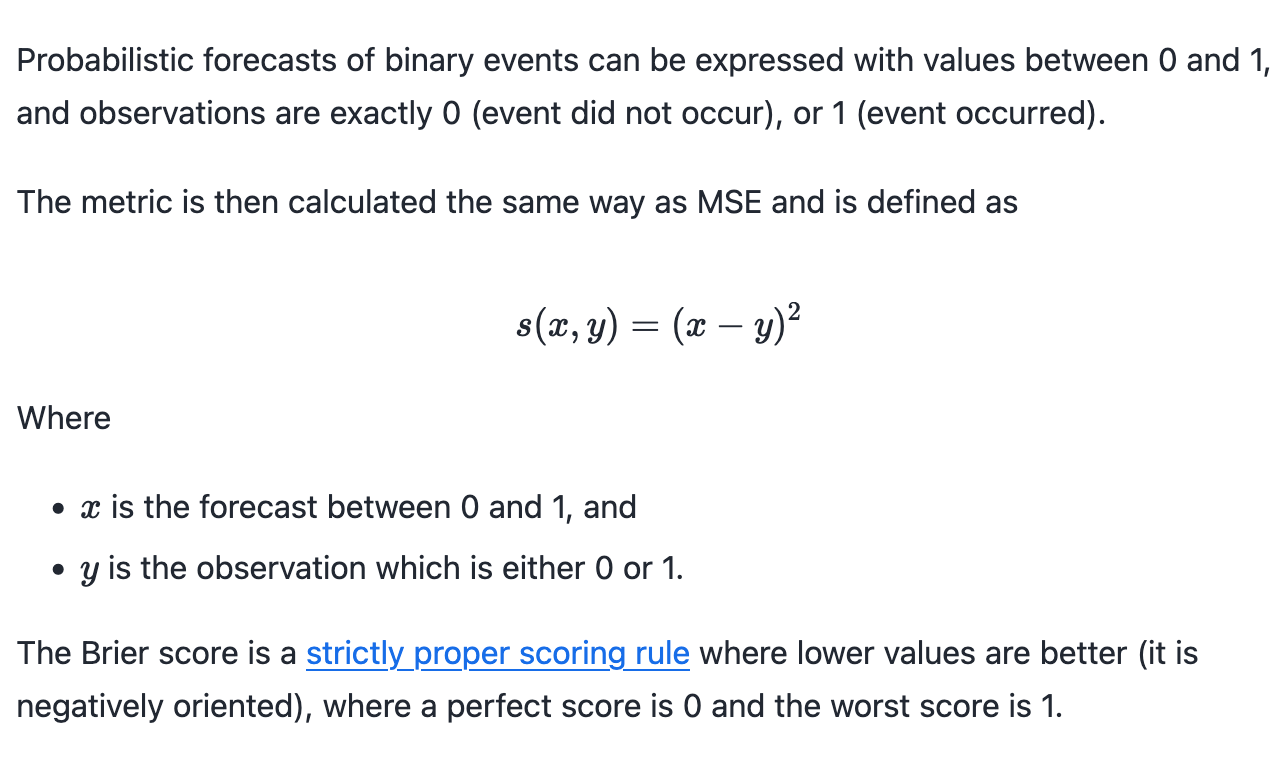 Probabilistic forecasts of binary events can be expressed with values between 0 and 1,
and observations are exactly 0 (event did not occur), or 1 (event occurred).
The metric is then calculated the same way as MSE and is defined as
s(x, y) = (x − y)²
Where
• x is the forecast between 0 and 1, and
• y is the observation which is either 0 or 1.
The Brier score is a strictly proper scoring rule where lower values are better (it is
negatively oriented), where a perfect score is 0 and the worst score is 1.